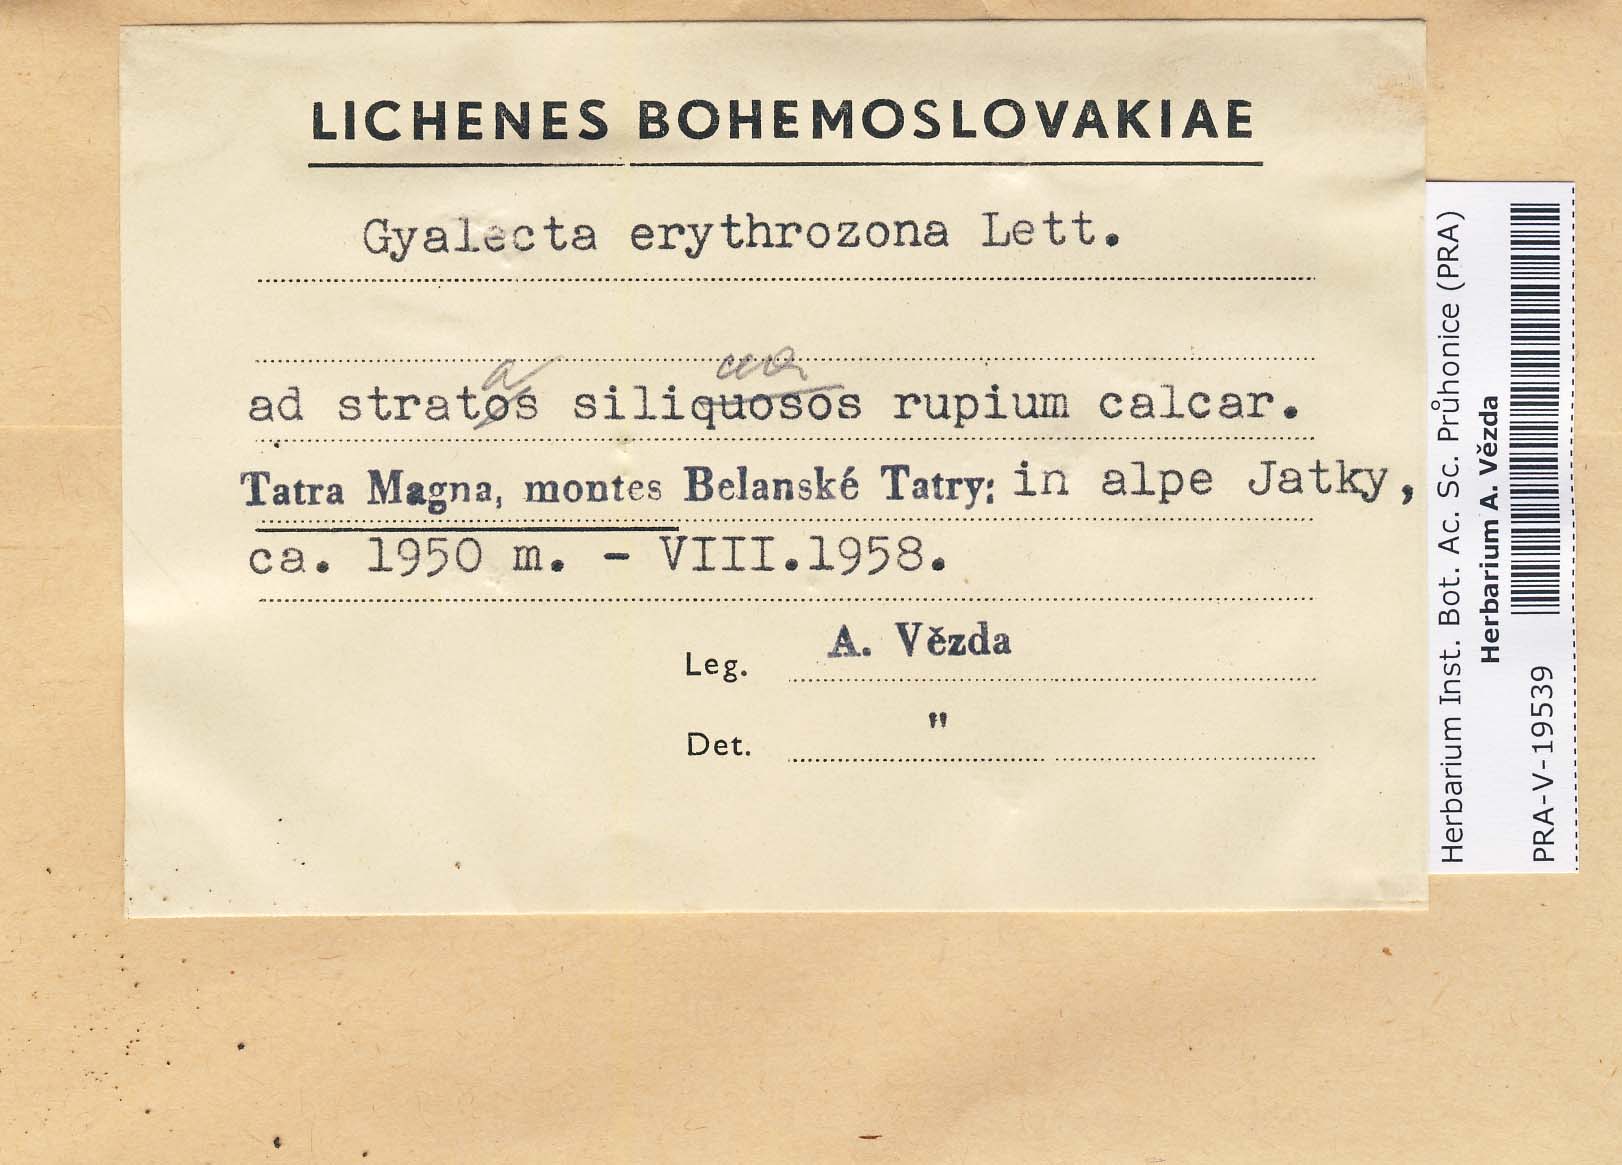 LICHENES BOHEMOSLOVAKIAE
Gyalecta erythrozona Lett.
a
ad stratos siliquosos rupium calcar.
Tatra Magna, montes Belanské Tatry: in alpe Jatky,
ca. 1950 m. - VIII.1958.
Leg. A. Vězda
Det. "
Herbarium Inst. Bot. Ac. Sc. Průhonice (PRA)
Herbarium A. Vězda
PRA-V-19539